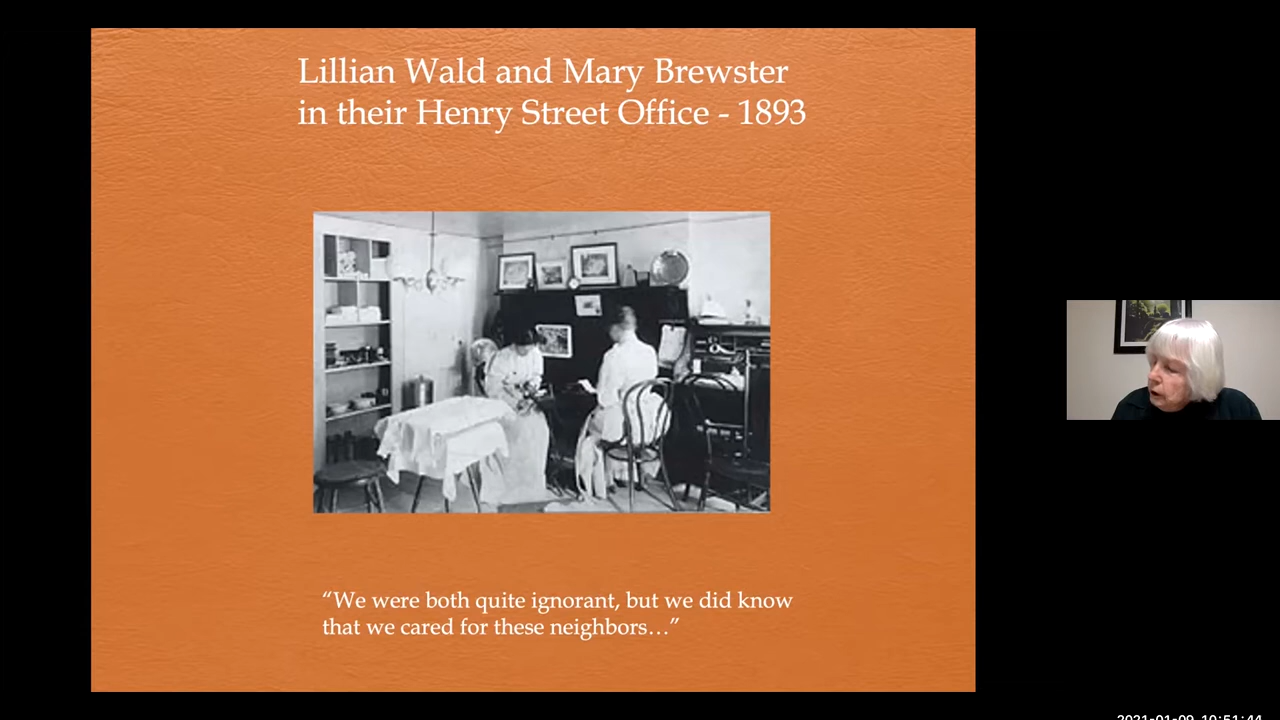 Lillian Wald and Mary Brewster
in their Henry Street Office - 1893
“We were both quite ignorant, but we did know
that we cared for these neighbors…”
2021-01-09 10:51:44